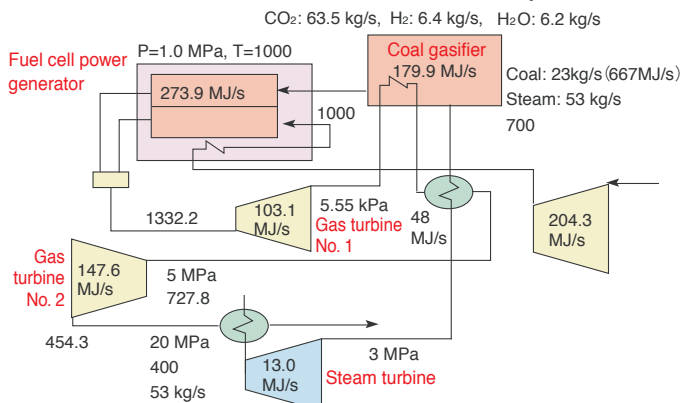 CO₂: 63.5 kg/s, H₂: 6.4 kg/s, H₂O: 6.2 kg/s
Fuel cell power
generator
P=1.0 MPa, T=1000
273.9 MJ/s
1000
Coal gasifier
179.9 MJ/s
Coal: 23kg/s (667MJ/s)
Steam: 53 kg/s
700
1332.2
103.1
MJ/s
5.55 kPa
Gas turbine
No. 1
48
MJ/s
204.3
MJ/s
Gas
turbine
No. 2
147.6
MJ/s
5 MPa
727.8
454.3
20 MPa
400
53 kg/s
13.0
MJ/s
3 MPa
Steam turbine